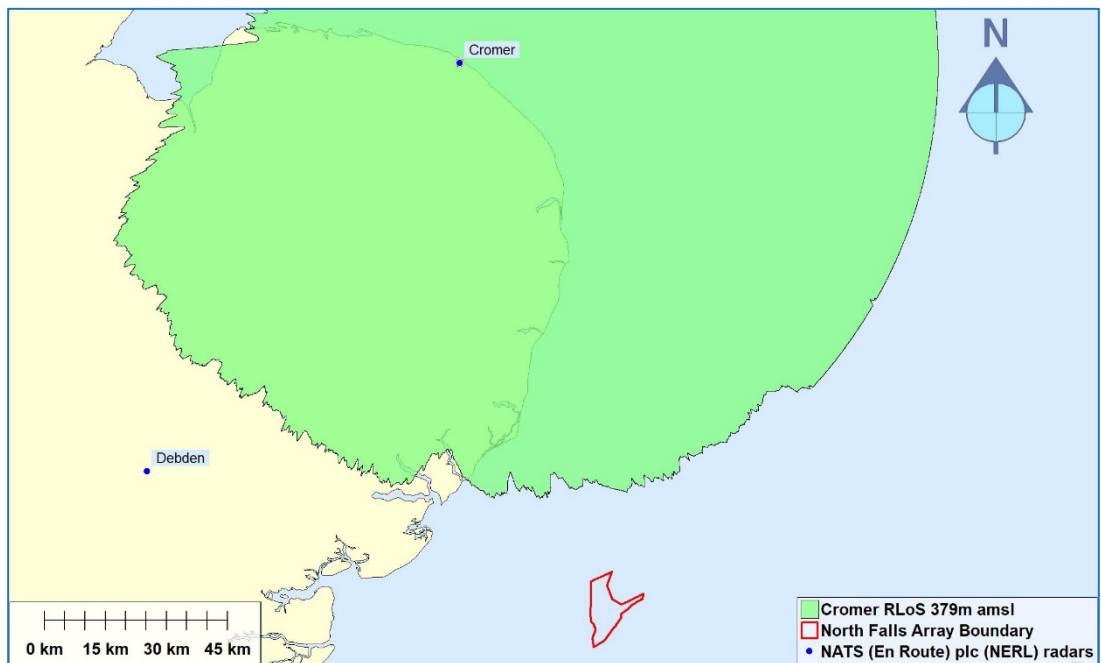 Cromer
N
Debden
0 km 15 km 30 km 45 km
Cromer RLoS 379m amsl
North Falls Array Boundary
NATS (En Route) plc (NERL) radars